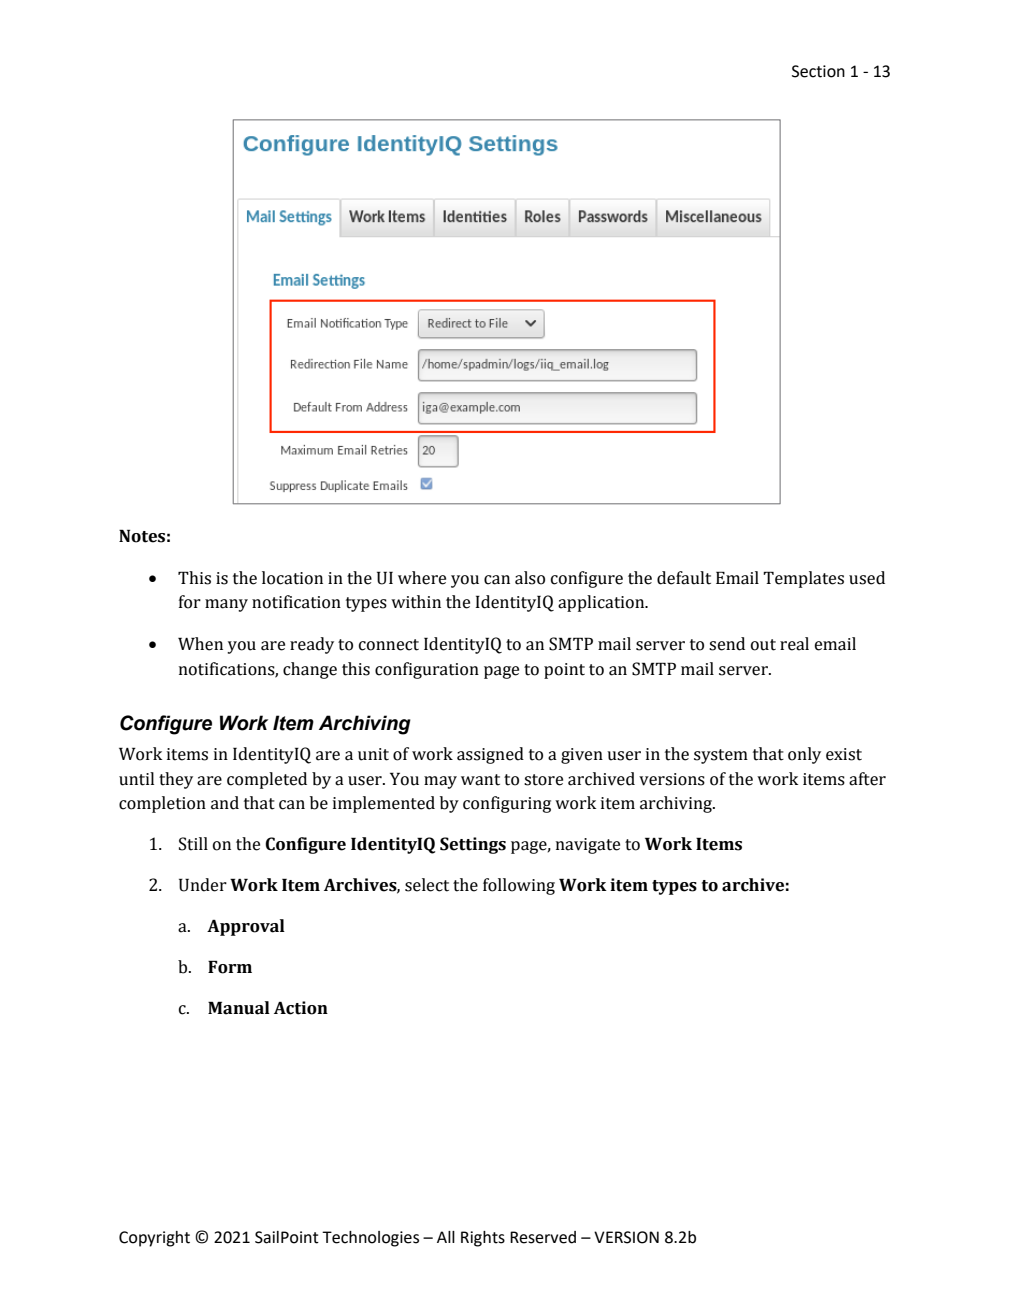 Section 1 - 13
Configure IdentityIQ Settings
Mail Settings Work Items Identities Roles Passwords Miscellaneous
Email Settings
Email Notification Type Redirect to File
Redirection File Name /home/spadmin/logs/iiq_email.log
Default From Address iga@example.com
Maximum Email Retries 20
Suppress Duplicate Emails
Notes:
• This is the location in the UI where you can also configure the default Email Templates used
for many notification types within the IdentityIQ application.
• When you are ready to connect IdentityIQ to an SMTP mail server to send out real email
notifications, change this configuration page to point to an SMTP mail server.
Configure Work Item Archiving
Work items in IdentityIQ are a unit of work assigned to a given user in the system that only exist
until they are completed by a user. You may want to store archived versions of the work items after
completion and that can be implemented by configuring work item archiving.
1. Still on the Configure IdentityIQ Settings page, navigate to Work Items
2. Under Work Item Archives, select the following Work item types to archive:
a. Approval
b. Form
c. Manual Action
Copyright © 2021 SailPoint Technologies – All Rights Reserved – VERSION 8.2b